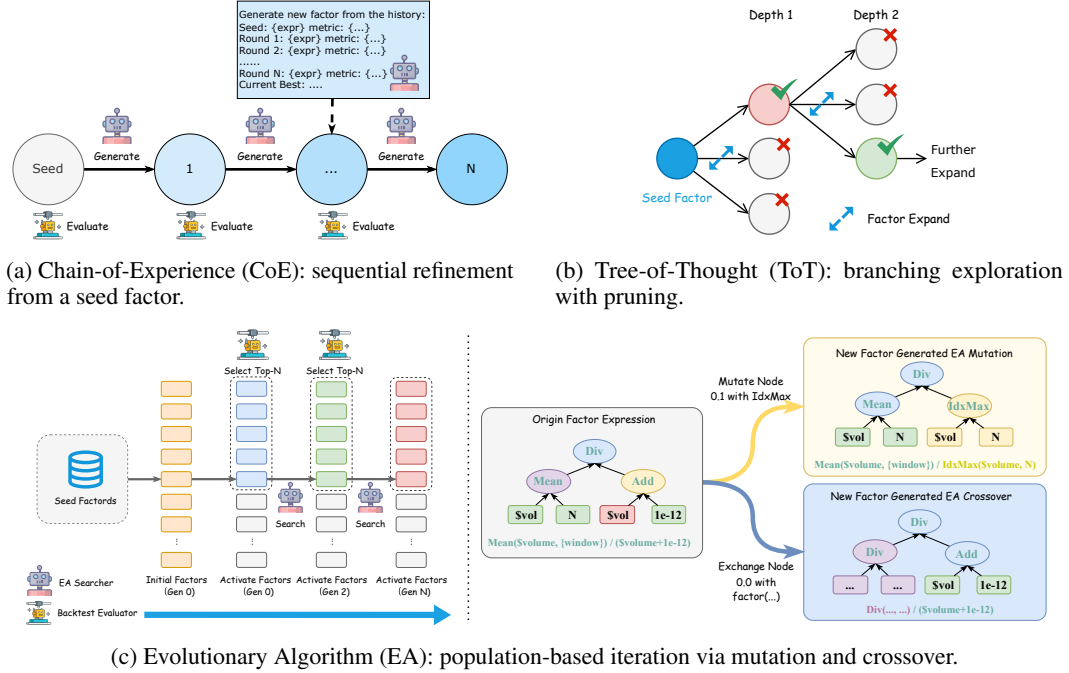 Generate new factor from the history:
Seed: {expr} metric: {...}
Round 1: {expr} metric: {...}
Round 2: {expr} metric: {...}
......
Round N: {expr} metric: {...}
Current Best: ....
Seed
Generate
1
Generate
...
Generate
N
Evaluate
Evaluate
Evaluate
(a) Chain-of-Experience (CoE): sequential refinement
from a seed factor.
Depth 1
Depth 2
Seed Factor
Further
Expand
Factor Expand
(b) Tree-of-Thought (ToT): branching exploration
with pruning.
Select Top-N
Select Top-N
Seed Factords
Search
Search
Initial Factors
(Gen 0)
Activate Factors
(Gen 0)
Activate Factors
(Gen 2)
Activate Factors
(Gen N)
EA Searcher
Backtest Evaluator
Origin Factor Expression
Div
Mean
Add
$vol
N
$vol
1e-12
Mean($volume, {window}) / ($volume+1e-12)
Mutate Node
0,1 with IdxMax
Exchange Node
0,0 with
factor(...)
New Factor Generated EA Mutation
Div
Mean
IdxMax
$vol
N
$vol
N
Mean($volume, {window}) / IdxMax($volume, N)
New Factor Generated EA Crossover
Div
Div
Add
...
...
$vol
1e-12
Div(..., ...) / ($volume+1e-12)
(c) Evolutionary Algorithm (EA): population-based iteration via mutation and crossover.